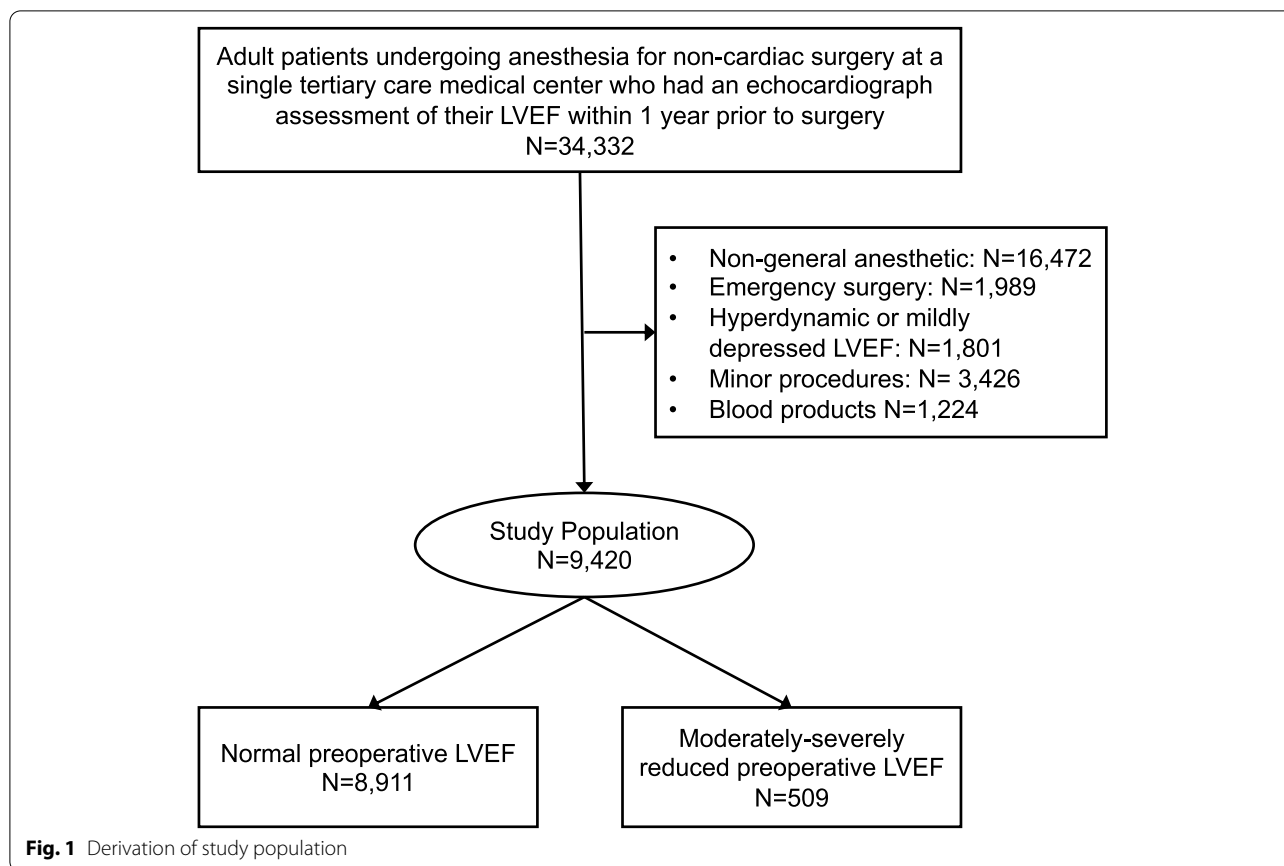 Adult patients undergoing anesthesia for non-cardiac surgery at a
single tertiary care medical center who had an echocardiograph
assessment of their LVEF within 1 year prior to surgery
N=34,332
• Non-general anesthetic: N=16,472
• Emergency surgery: N=1,989
• Hyperdynamic or mildly
depressed LVEF: N=1,801
• Minor procedures: N= 3,426
• Blood products N=1,224
Study Population
N=9,420
Normal preoperative LVEF
N=8,911
Moderately-severely
reduced preoperative LVEF
N=509
Fig. 1 Derivation of study population